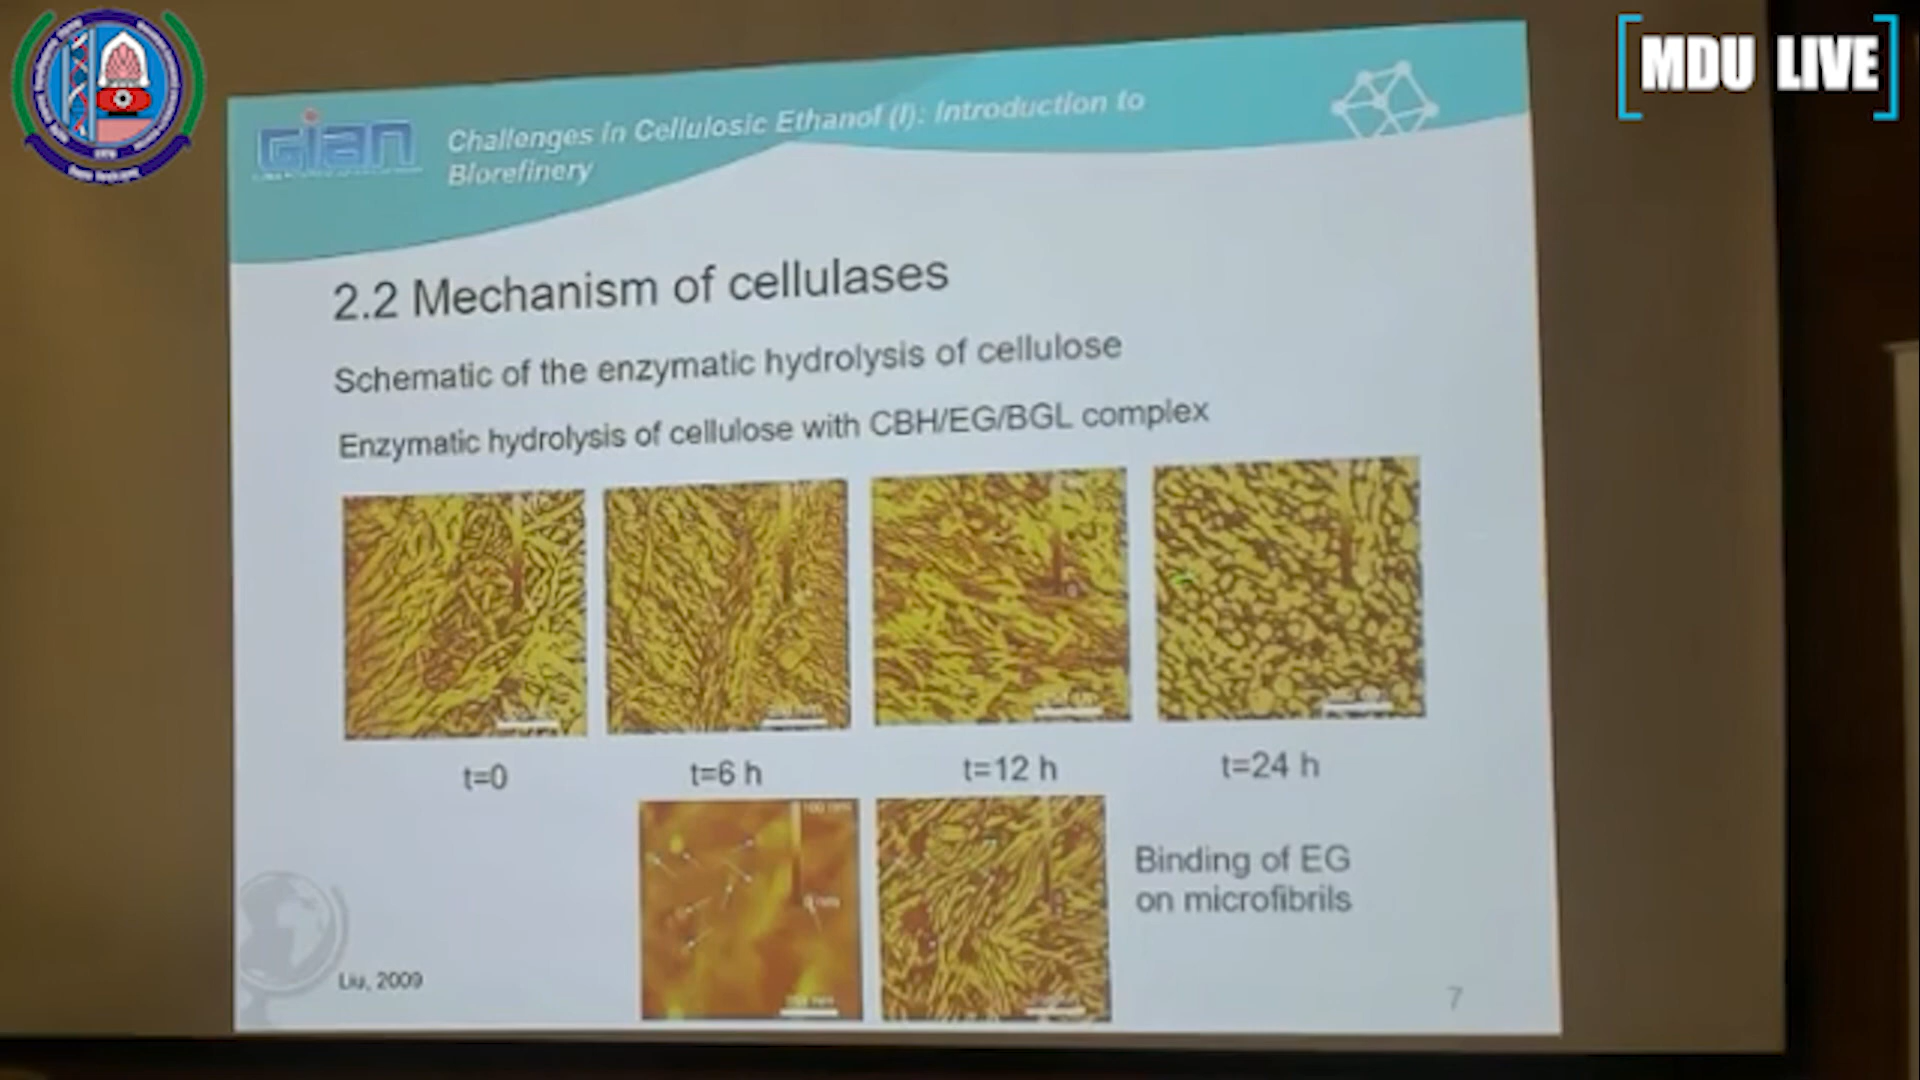 MDU LIVE
GIAN
Challenges in Cellulosic Ethanol (I): Introduction to
Biorefinery
2.2 Mechanism of cellulases
Schematic of the enzymatic hydrolysis of cellulose
Enzymatic hydrolysis of cellulose with CBH/EG/BGL complex
t=0
t=6 h
t=12 h
t=24 h
Binding of EG
on microfibrils
Liu, 2009
7